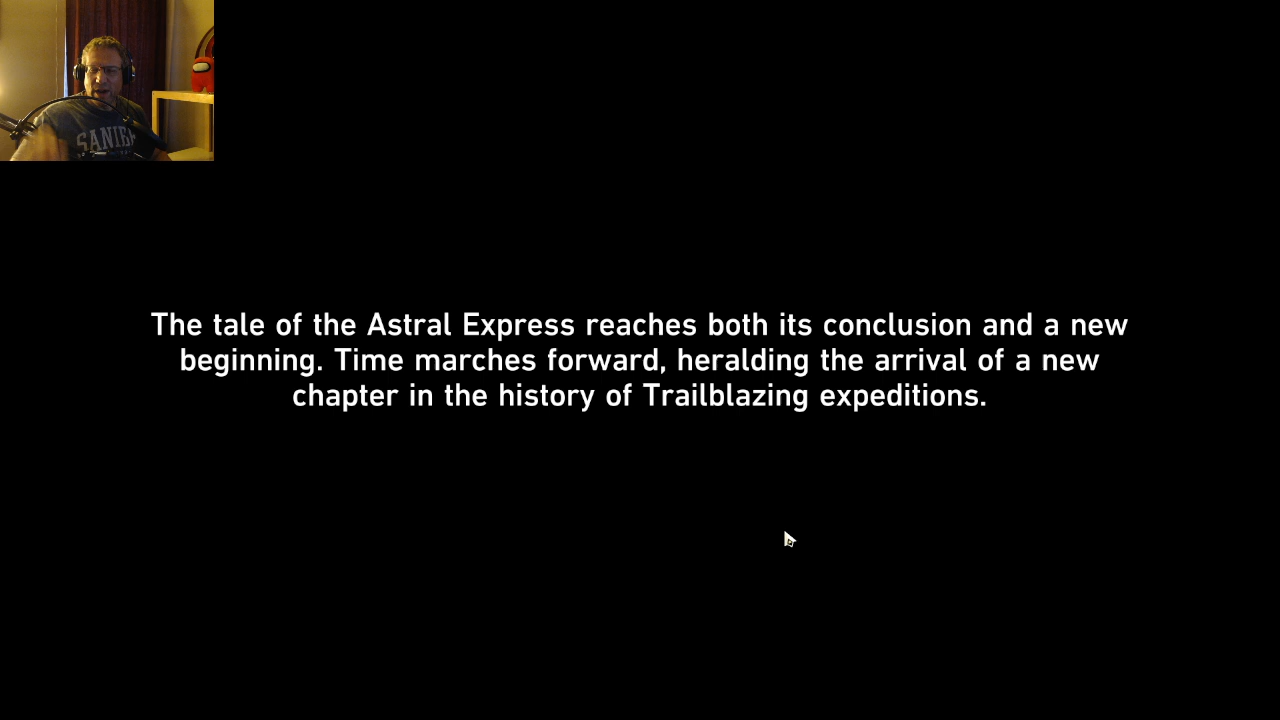 SANIBEL
The tale of the Astral Express reaches both its conclusion and a new
beginning. Time marches forward, heralding the arrival of a new
chapter in the history of Trailblazing expeditions.